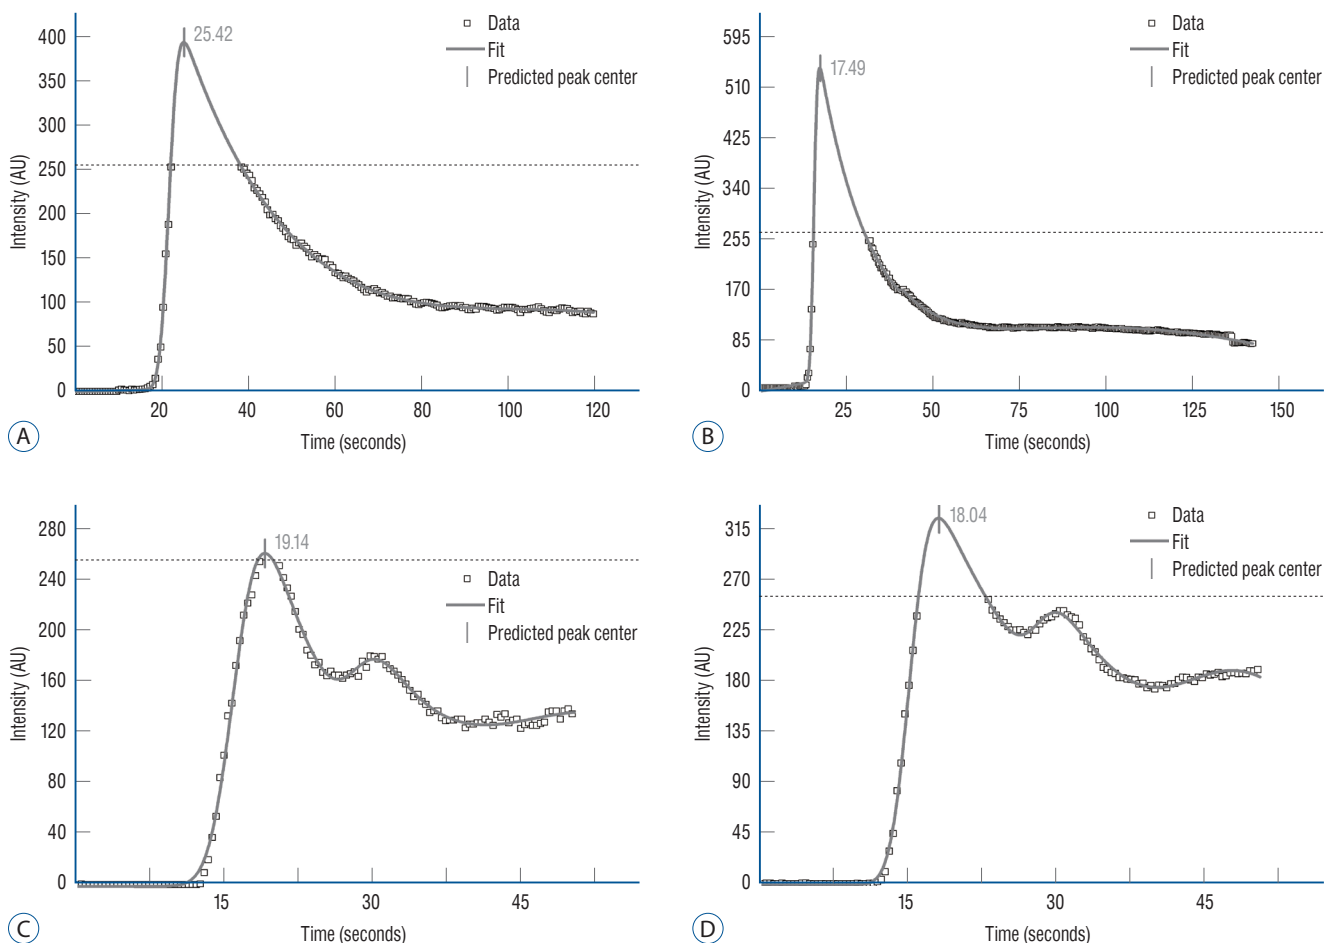 400
350
300
250
200
150
100
50
0
Intensity (AU)
25.42
Data
Fit
Predicted peak center
20
40
60
80
100
120
Time (seconds)
A
595
510
425
340
255
170
85
0
Intensity (AU)
17.49
Data
Fit
Predicted peak center
25
50
75
100
125
150
Time (seconds)
B
280
240
200
160
120
80
40
0
Intensity (AU)
19.14
Data
Fit
Predicted peak center
15
30
45
Time (seconds)
C
315
270
225
180
135
90
45
0
Intensity (AU)
18.04
Data
Fit
Predicted peak center
15
30
45
Time (seconds)
D